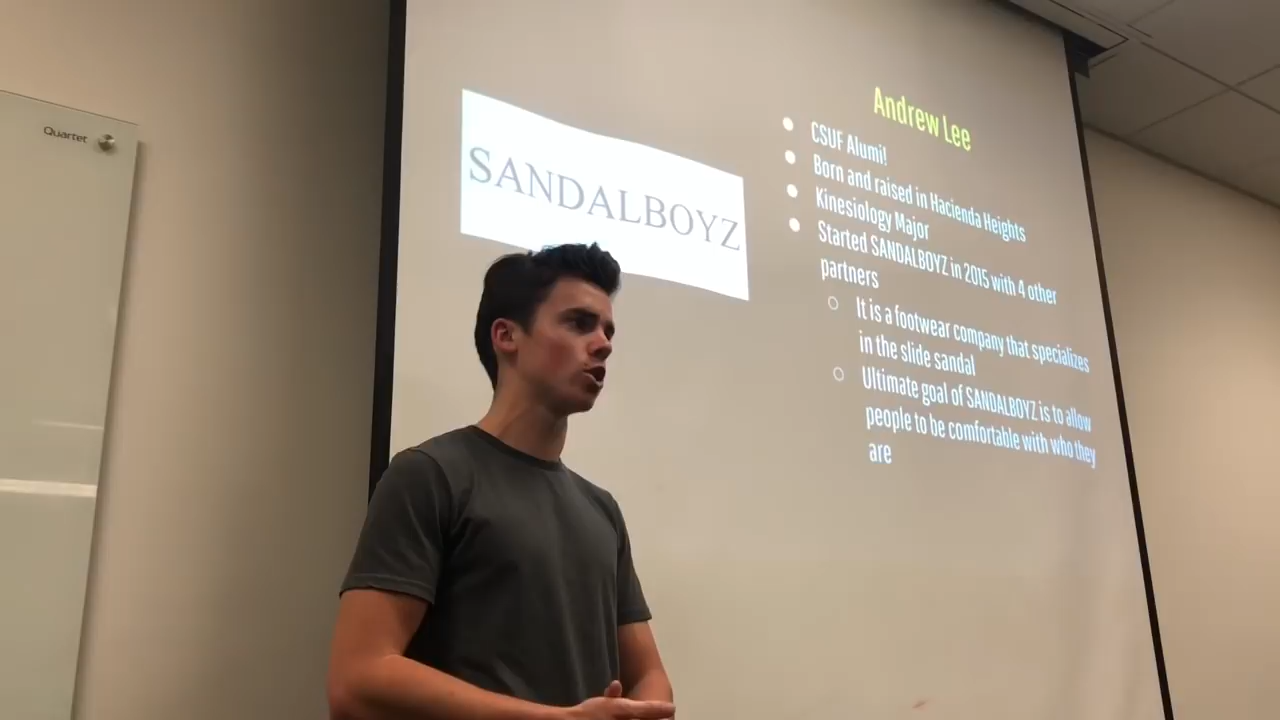 Quartet
SANDALBOYZ
Andrew Lee
CSUF Alumi!
Born and raised in Hacienda Heights
Kinesiology Major
Started SANDALBOYZ in 2015 with 4 other
partners
It is a footwear company that specializes
in the slide sandal
Ultimate goal of SANDALBOYZ is to allow
people to be comfortable with who they
are